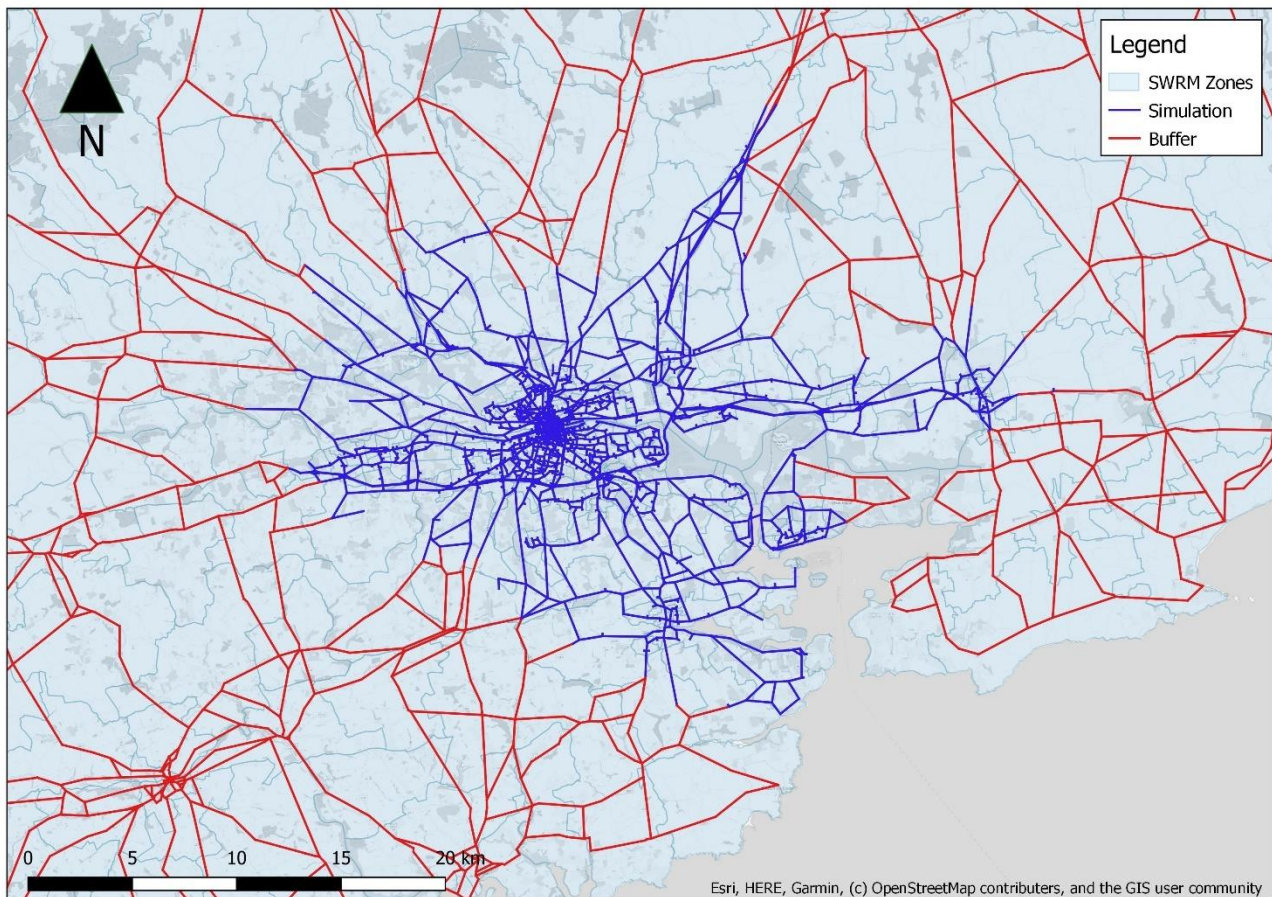 N
Legend
SWRM Zones
Simulation
Buffer
0 5 10 15 20 km
Esri, HERE, Garmin, (c) OpenStreetMap contributers, and the GIS user community